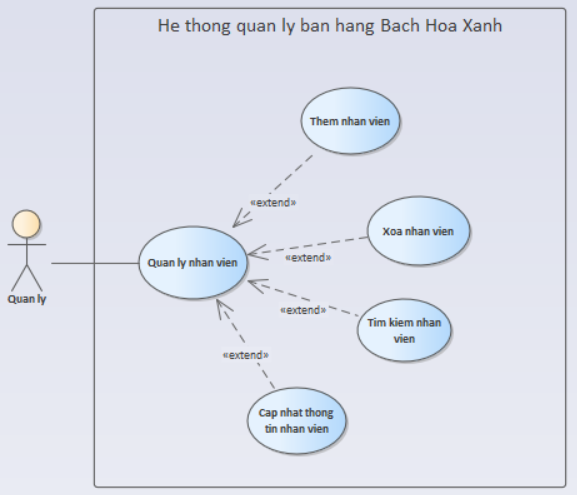 He thong quan ly ban hang Bach Hoa Xanh
Them nhan vien
«extend»
Xoa nhan vien
Quan ly nhan vien
«extend»
Quan ly
«extend»
Tim kiem nhan
vien
«extend»
Cap nhat thong
tin nhan vien